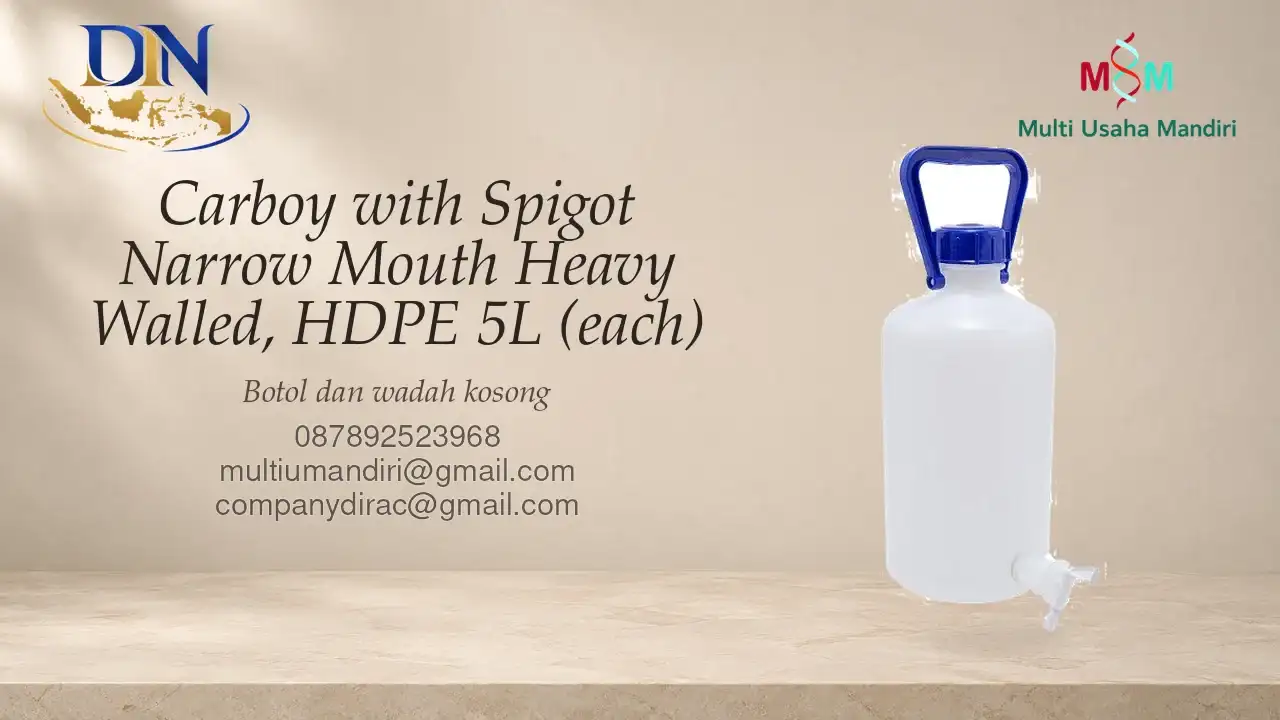 DIN
MSM
Multi Usaha Mandiri
Carboy with Spigot
Narrow Mouth Heavy
Walled, HDPE 5L (each)
Botol dan wadah kosong
087892523968
multiumandiri@gmail.com
companydirac@gmail.com